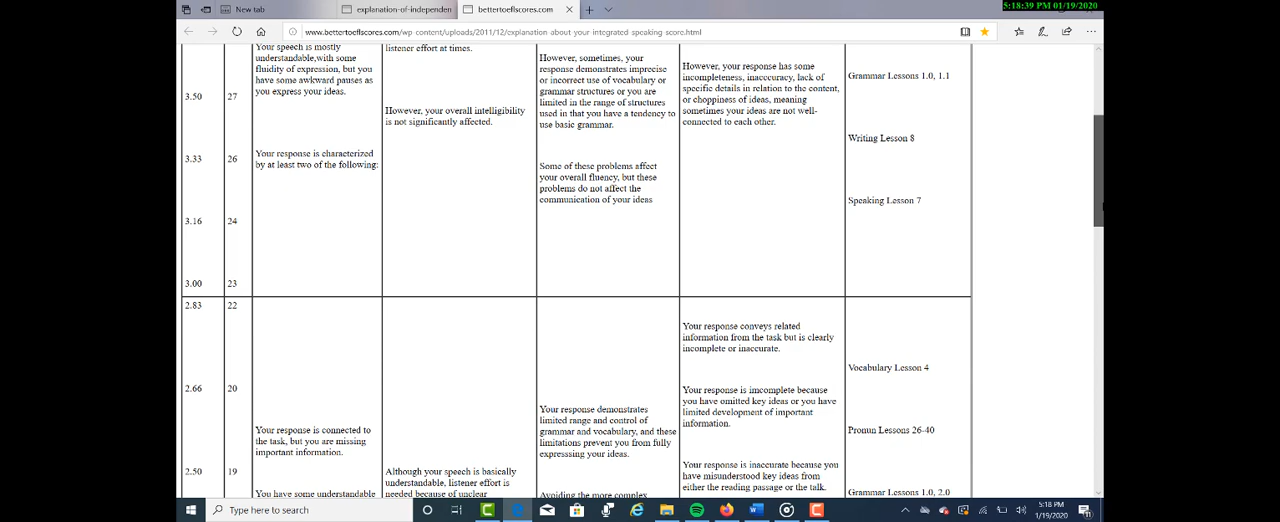 5:18:39 PM 01/19/2020
New tab
explanation-of-independen
bettertoeflscores.com
www.bettertoeflscores.com/wp content/uploads/2011/12/explanation about your integrated speaking score.html
Your speech is mostly
understandable,with some
fluidity of expression, but you
have some awkward pauses as
you express your ideas.
Your response is characterized
by at least two of the following:
listener effort at times.
However, your overall intelligibility
is not significantly affected.
However, sometimes, your
response demonstrates imprecise
or incorrect use of vocabulary or
grammar structures or you are
limited in the range of structures
used in that you have a tendency to
use basic grammar.
Some of these problems affect
your overall fluency, but these
problems do not affect the
communication of your ideas
However, your response has some
incompleteness, inacccuracy, lack of
specific details in relation to the content,
or choppiness of ideas, meaning
sometimes your ideas are not well-
connected to each other.
Grammar Lessons 1.0, 1.1
Writing Lesson 8
Speaking Lesson 7
3.50 27
3.33 26
3.16 24
3.00 23
2.83 22
2.66 20
2.50 19
Your response is connected to
the task, but you are missing
important information.
You have some understandable
Although your speech is basically
understandable, listener effort is
needed because of unclear
Your response demonstrates
limited range and control of
grammar and vocabulary, and these
limitations prevent you from fully
expresssing your ideas.
Avoiding the more complex
Your response conveys related
information from the task but is clearly
incomplete or inaccurate.
Your response is imcomplete because
you have omitted key ideas or you have
limited development of important
information.
Your response is inaccurate because you
have misunderstood key ideas from
either the reading passage or the talk.
Vocabulary Lesson 4
Pronun Lessons 26-40
Grammar Lessons 1.0, 2.0
Type here to search
5:18 PM
1/19/2020